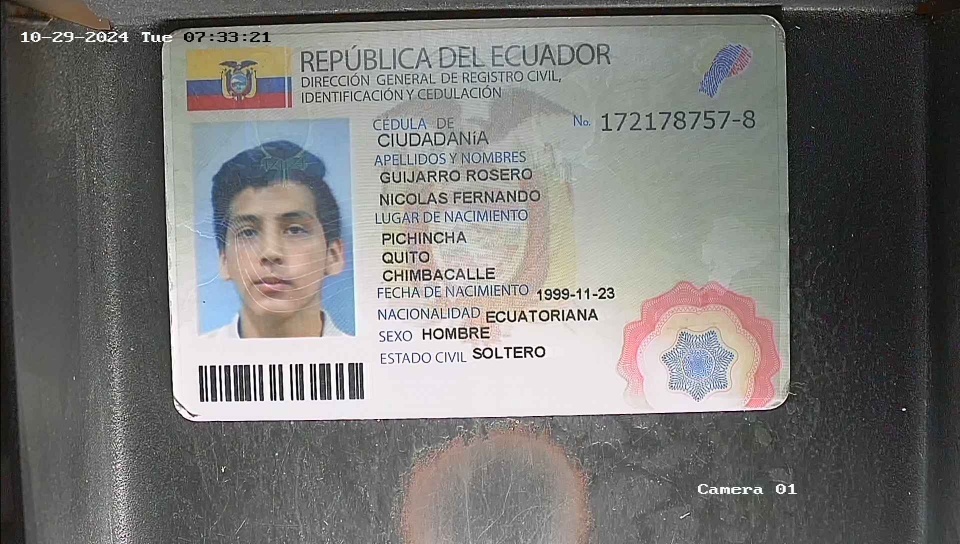 10-29-2024 Tue 07:33:21
REPÚBLICA DEL ECUADOR
DIRECCIÓN GENERAL DE REGISTRO CIVIL,
IDENTIFICACIÓN Y CEDULACIÓN
CÉDULA DE
CIUDADANíA
No. 172178757-8
APELLIDOS Y NOMBRES
GUIJARRO ROSERO
NICOLAS FERNANDO
LUGAR DE NACIMIENTO
PICHINCHA
QUITO
CHIMBACALLE
FECHA DE NACIMIENTO 1999-11-23
NACIONALIDAD ECUATORIANA
SEXO HOMBRE
ESTADO CIVIL SOLTERO
Camera 01